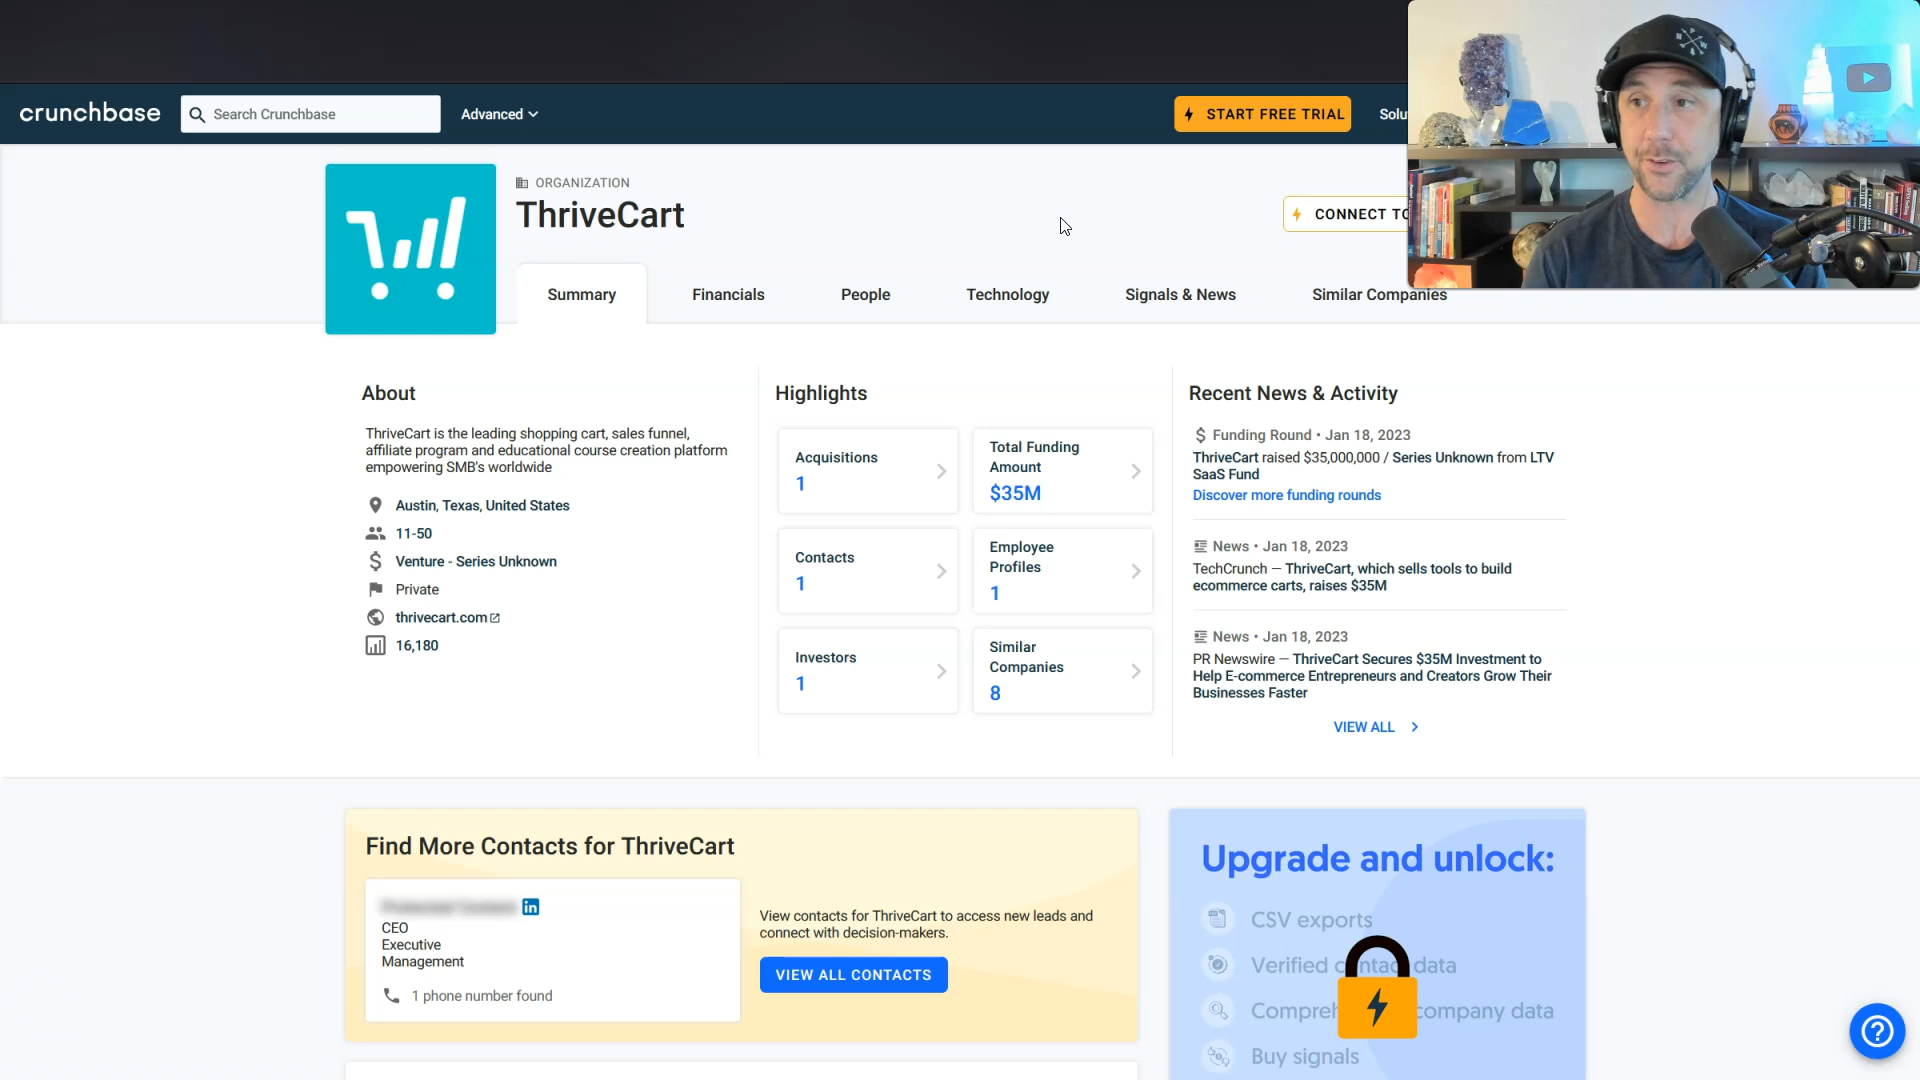 crunchbase
Search Crunchbase
Advanced
START FREE TRIAL
Solu
ORGANIZATION
ThriveCart
CONNECT TO
Summary
Financials
People
Technology
Signals & News
Similar Companies
About
ThriveCart is the leading shopping cart, sales funnel,
affiliate program and educational course creation platform
empowering SMB's worldwide
Austin, Texas, United States
11-50
Venture - Series Unknown
Private
thrivecart.com
16,180
Highlights
Acquisitions
1
Total Funding
Amount
$35M
Contacts
1
Employee
Profiles
1
Investors
1
Similar
Companies
8
Recent News & Activity
Funding Round • Jan 18, 2023
ThriveCart raised $35,000,000 / Series Unknown from LTV
SaaS Fund
Discover more funding rounds
News • Jan 18, 2023
TechCrunch — ThriveCart, which sells tools to build
ecommerce carts, raises $35M
News • Jan 18, 2023
PR Newswire — ThriveCart Secures $35M Investment to
Help E-commerce Entrepreneurs and Creators Grow Their
Businesses Faster
VIEW ALL
Find More Contacts for ThriveCart
in
CEO
Executive
Management
1 phone number found
View contacts for ThriveCart to access new leads and
connect with decision-makers.
VIEW ALL CONTACTS
Upgrade and unlock:
CSV exports
Verified contact data
Compreh company data
Buy signals